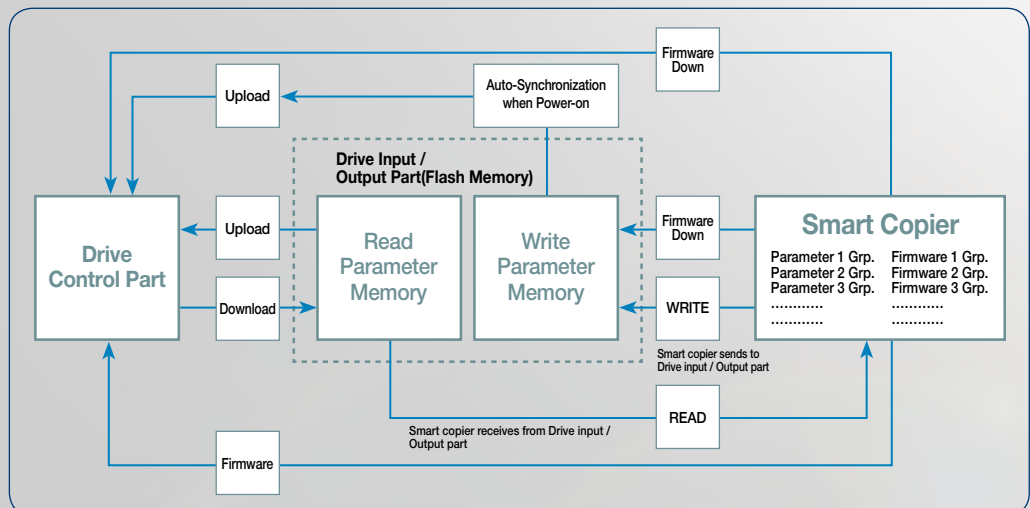 Firmware
Down
Upload
Auto-Synchronization
when Power-on
Drive Input /
Output Part(Flash Memory)
Drive
Control Part
Upload
Download
Read
Parameter
Memory
Write
Parameter
Memory
Firmware
Down
WRITE
Smart copier sends to
Drive input / Output part
Smart Copier
Parameter 1 Grp. Firmware 1 Grp.
Parameter 2 Grp. Firmware 2 Grp.
Parameter 3 Grp. Firmware 3 Grp.
............ ............
............ ............
READ
Smart copier receives from Drive input /
Output part
Firmware